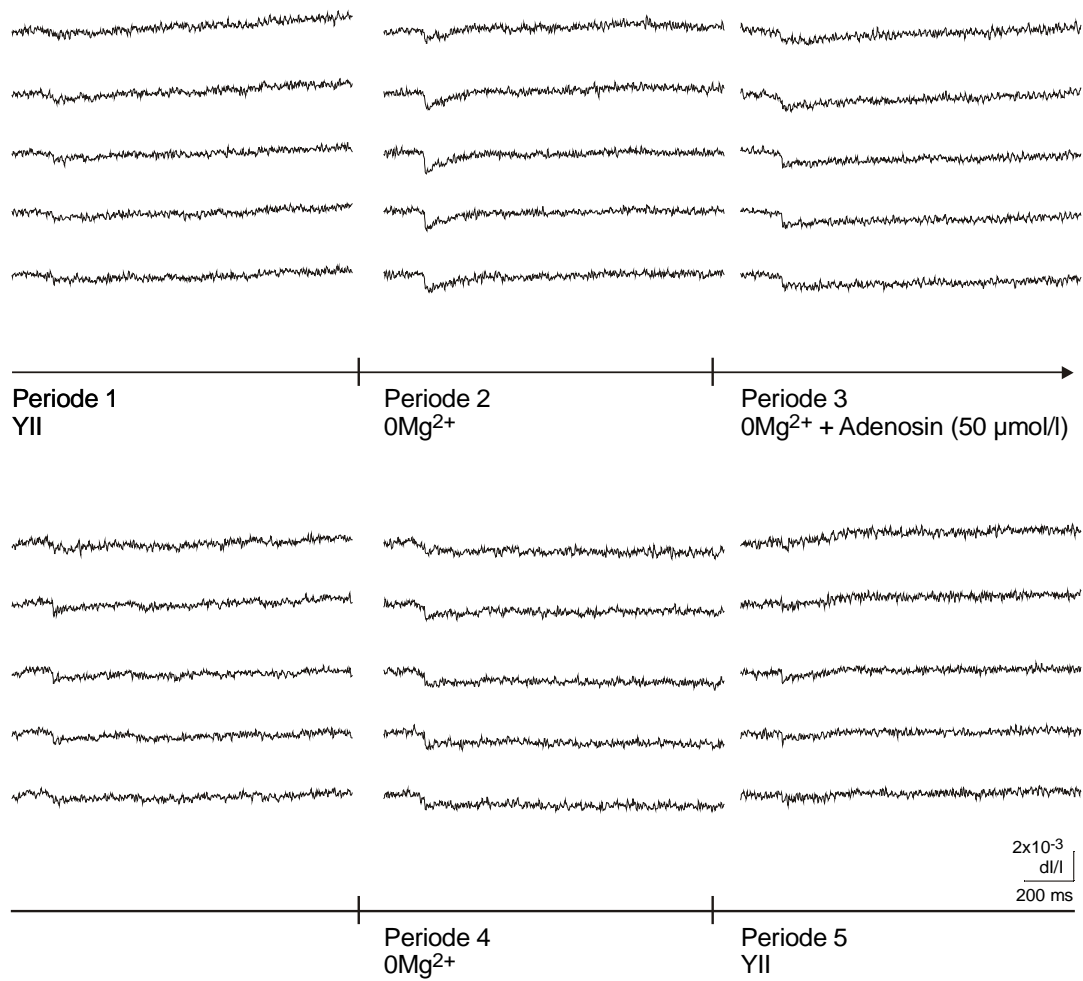 Periode 1
YII
Periode 2
0Mg2+
Periode 3
0Mg2+ + Adenosin (50 µmol/l)
2x10-3
dI/I
200 ms
Periode 4
0Mg2+
Periode 5
YII